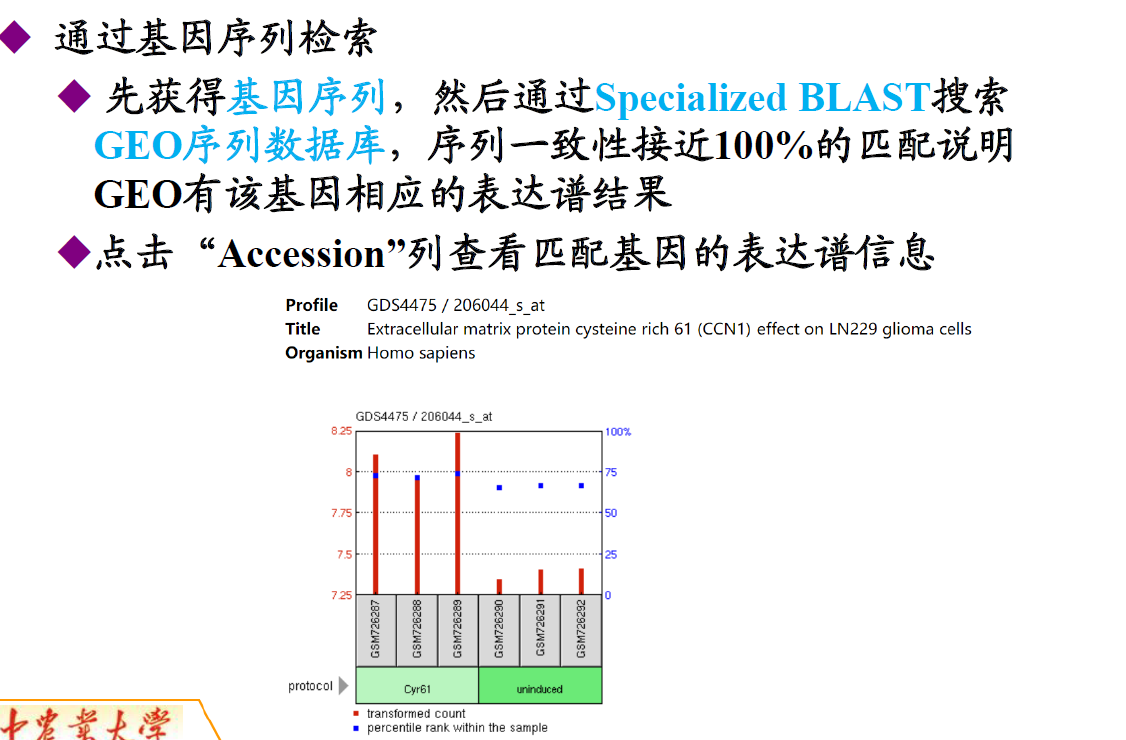 通过基因序列检索
先获得基因序列，然后通过Specialized BLAST搜索
GEO序列数据库，序列一致性接近100%的匹配说明
GEO有该基因相应的表达谱结果
点击“Accession”列查看匹配基因的表达谱信息
Profile GDS4475 / 206044_s_at
Title Extracellular matrix protein cysteine rich 61 (CCN1) effect on LN229 glioma cells
Organism Homo sapiens
GDS4475 / 206044_s_at
8.25 100%
8 75
7.75 50
7.5 25
7.25 0
GSM726287 GSM726288 GSM726289 GSM726290 GSM726291 GSM726292
protocol Cyr61 uninduced
transformed count
percentile rank within the sample
中农业大学